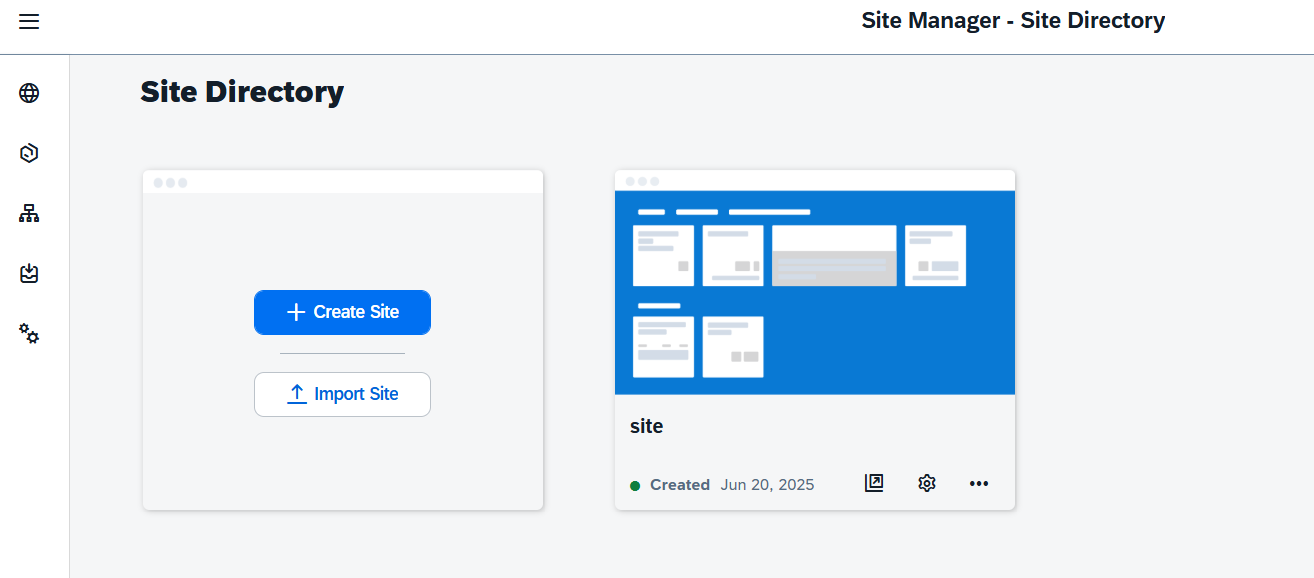 Site Manager - Site Directory
Site Directory
Create Site
Import Site
site
Created Jun 20, 2025